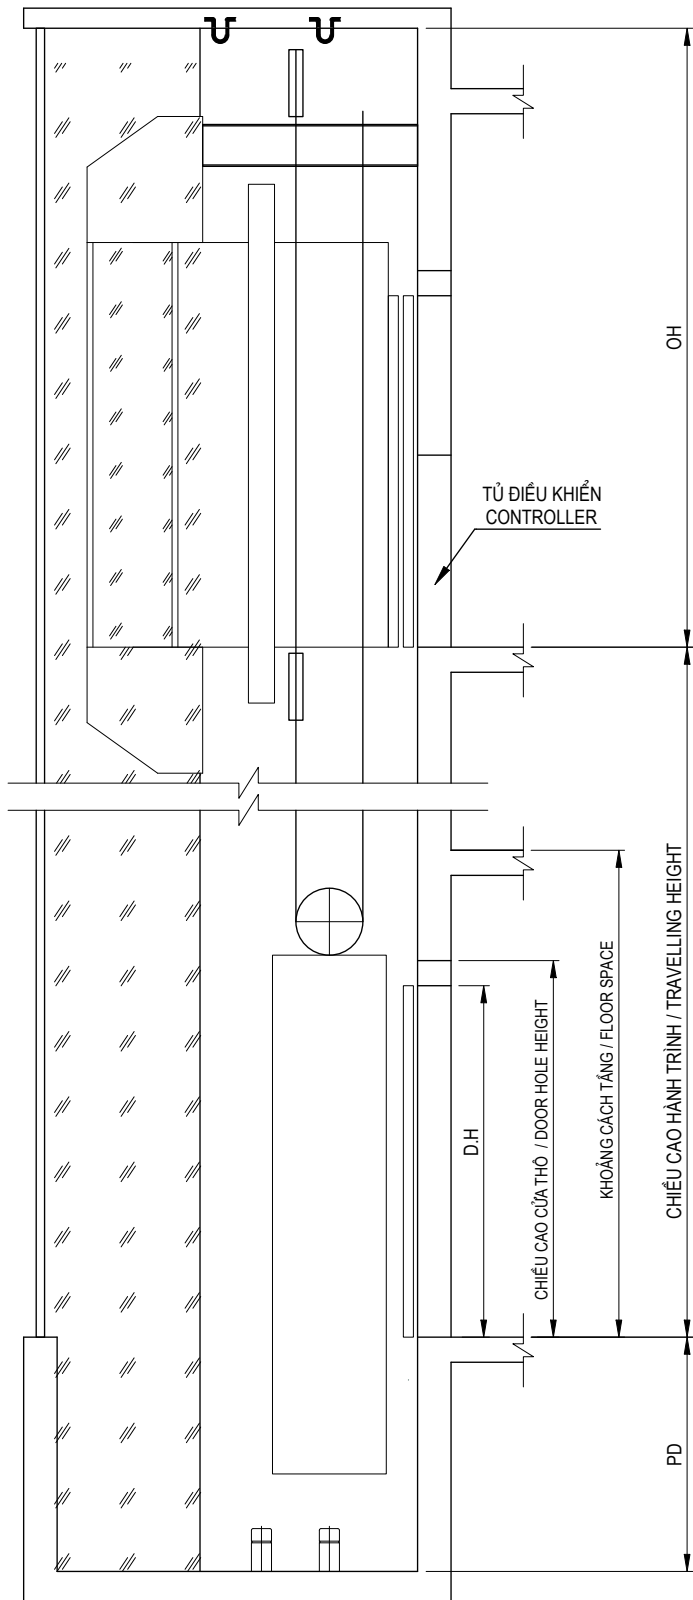 OH
TỦ ĐIỀU KHIỂN
CONTROLLER
D.H
CHIỀU CAO CỬA THÔ / DOOR HOLE HEIGHT
KHOẢNG CÁCH TẦNG / FLOOR SPACE
CHIỀU CAO HÀNH TRÌNH / TRAVELLING HEIGHT
PD